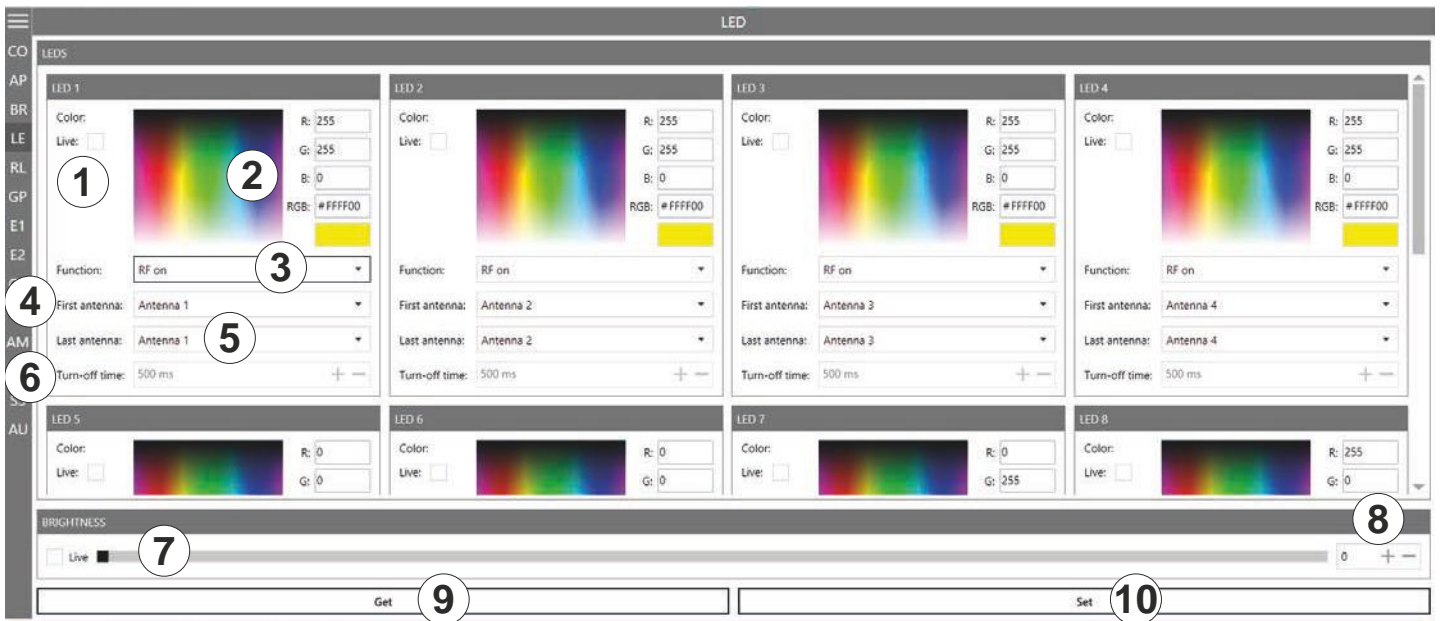 LED
CO
AP
BR
LE
RL
GP
E1
E2
AM
AU
LEDS
LED 1
Color:
Live:
R: 255
G: 255
B: 0
RGB: #FFFF00
Function: RF on
First antenna: Antenna 1
Last antenna: Antenna 1
Turn-off time: 500 ms
1
2
3
4
5
6
LED 2
Color:
Live:
R: 255
G: 255
B: 0
RGB: #FFFF00
Function: RF on
First antenna: Antenna 2
Last antenna: Antenna 2
Turn-off time: 500 ms
LED 3
Color:
Live:
R: 255
G: 255
B: 0
RGB: #FFFF00
Function: RF on
First antenna: Antenna 3
Last antenna: Antenna 3
Turn-off time: 500 ms
LED 4
Color:
Live:
R: 255
G: 255
B: 0
RGB: #FFFF00
Function: RF on
First antenna: Antenna 4
Last antenna: Antenna 4
Turn-off time: 500 ms
LED 5
Color:
Live:
R: 0
G: 0
LED 6
Color:
Live:
R: 0
G: 0
LED 7
Color:
Live:
R: 0
G: 255
LED 8
Color:
Live:
R: 255
G: 0
BRIGHTNESS
Live
7
8
0
Get
9
Set
10